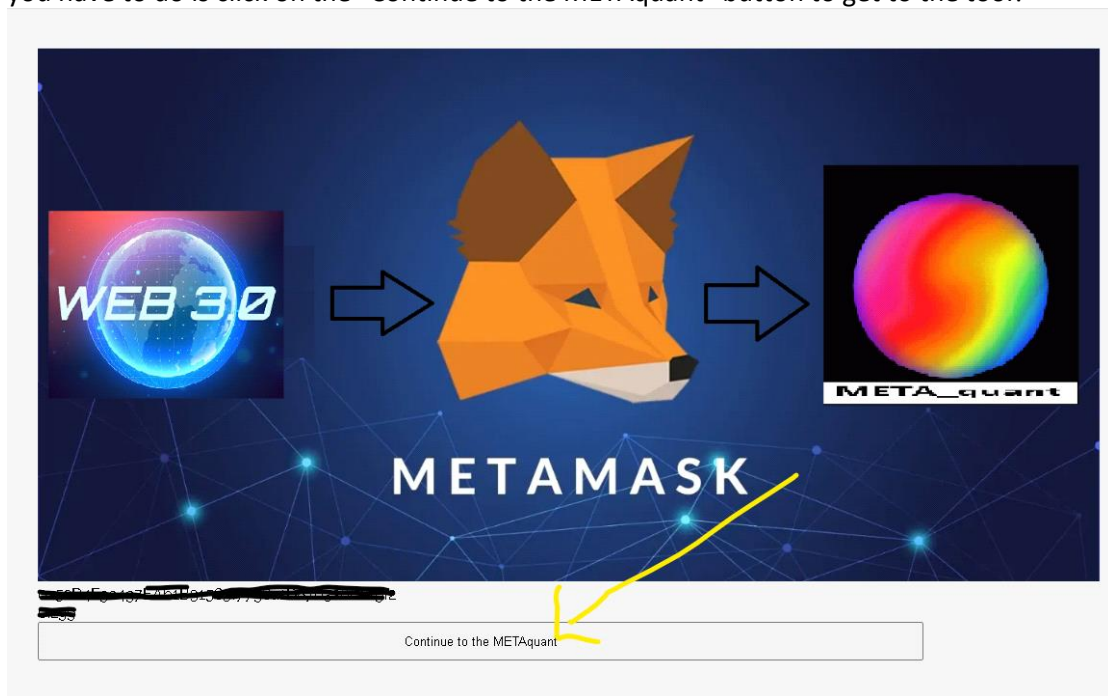 you have to do is click on the "Continue to the METAquant" button to get to the tool.
WEB 3.0
META_quant
METAMASK
Continue to the METAquant